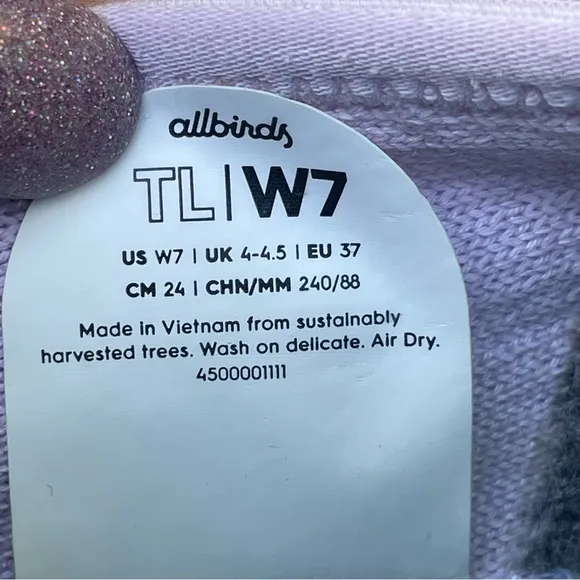 allbirds
TL|W7
US W7 | UK 4-4.5 | EU 37
CM 24 | CHN/MM 240/88
Made in Vietnam from sustainably
harvested trees. Wash on delicate. Air Dry.
4500001111